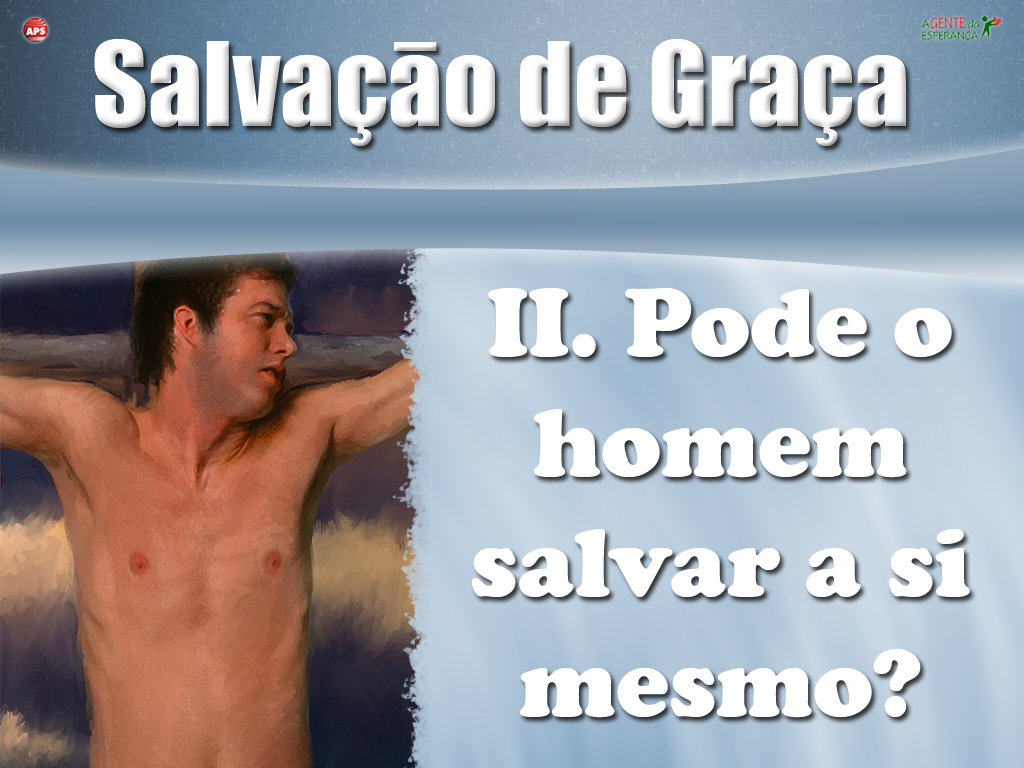 APS
AGENTE da
ESPERANÇA
Salvação de Graça
II. Pode o
homem
salvar a si
mesmo?